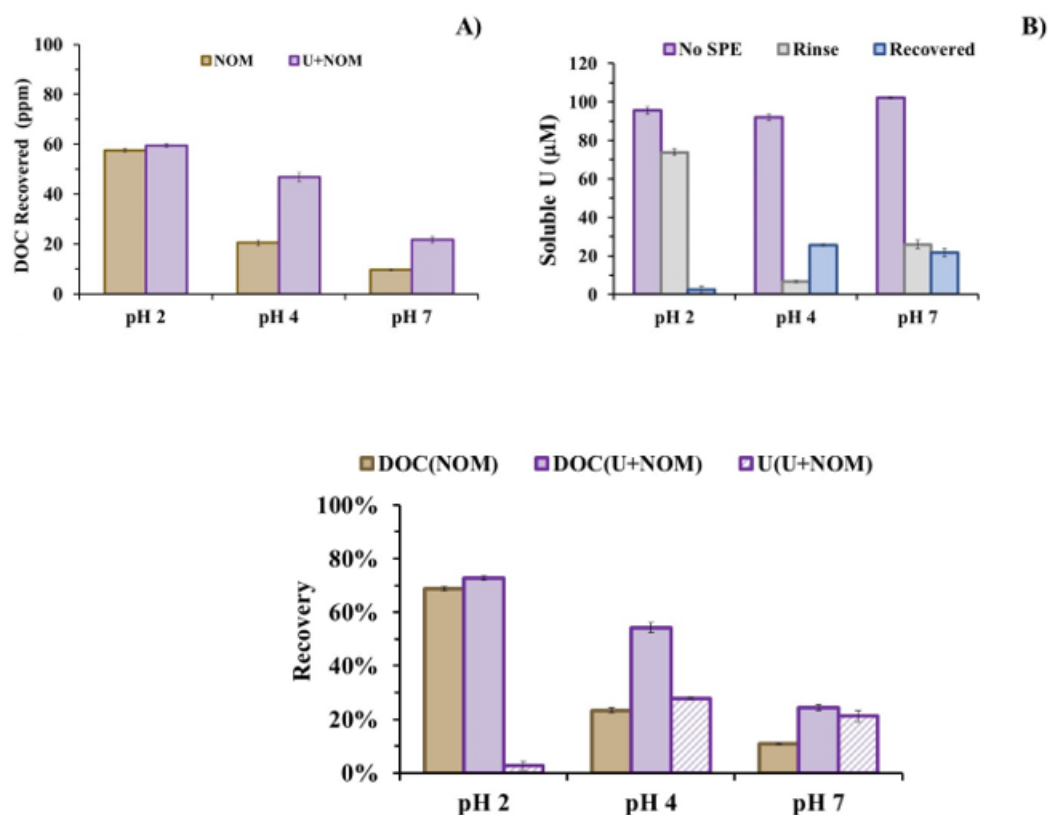 A)
NOM U+NOM
DOC Recovered (ppm)
100
80
60
40
20
0
pH 2 pH 4 pH 7
B)
No SPE Rinse Recovered
Soluble U (μM)
120
100
80
60
40
20
0
pH 2 pH 4 pH 7
DOC(NOM) DOC(U+NOM) U(U+NOM)
Recovery
100%
80%
60%
40%
20%
0%
pH 2 pH 4 pH 7